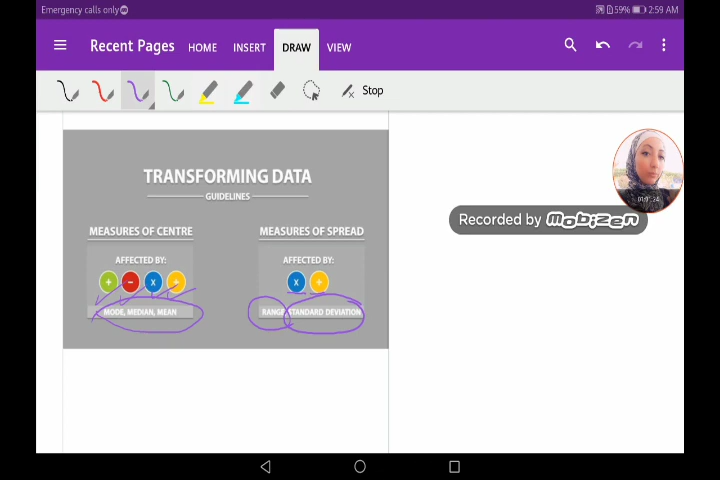 Emergency calls only 59% 2:59 AM
Recent Pages HOME INSERT DRAW VIEW
Stop
TRANSFORMING DATA
GUIDELINES
MEASURES OF CENTRE
AFFECTED BY:
+ - x ÷
MODE, MEDIAN, MEAN
MEASURES OF SPREAD
AFFECTED BY:
x ÷
RANGE STANDARD DEVIATION
Recorded by mobizen